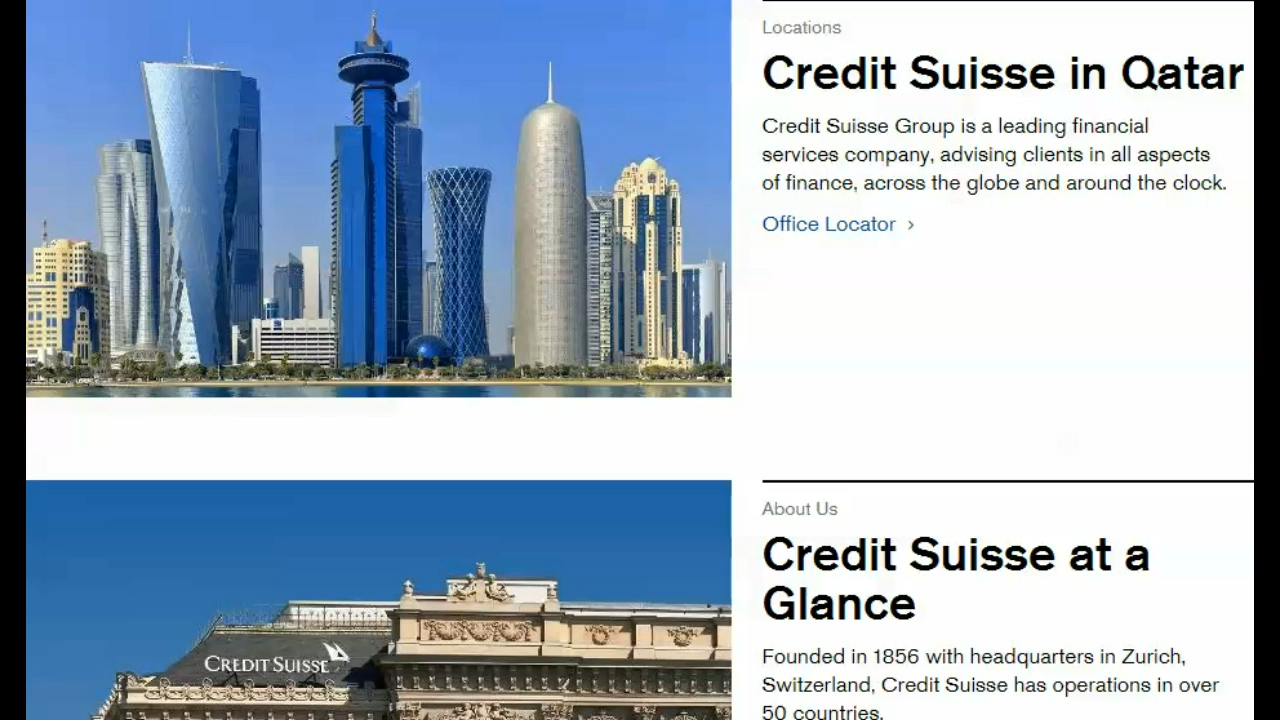 Locations
Credit Suisse in Qatar
Credit Suisse Group is a leading financial
services company, advising clients in all aspects
of finance, across the globe and around the clock.
Office Locator ›
About Us
Credit Suisse at a
Glance
CREDIT SUISSE
Founded in 1856 with headquarters in Zurich,
Switzerland, Credit Suisse has operations in over
50 countries.